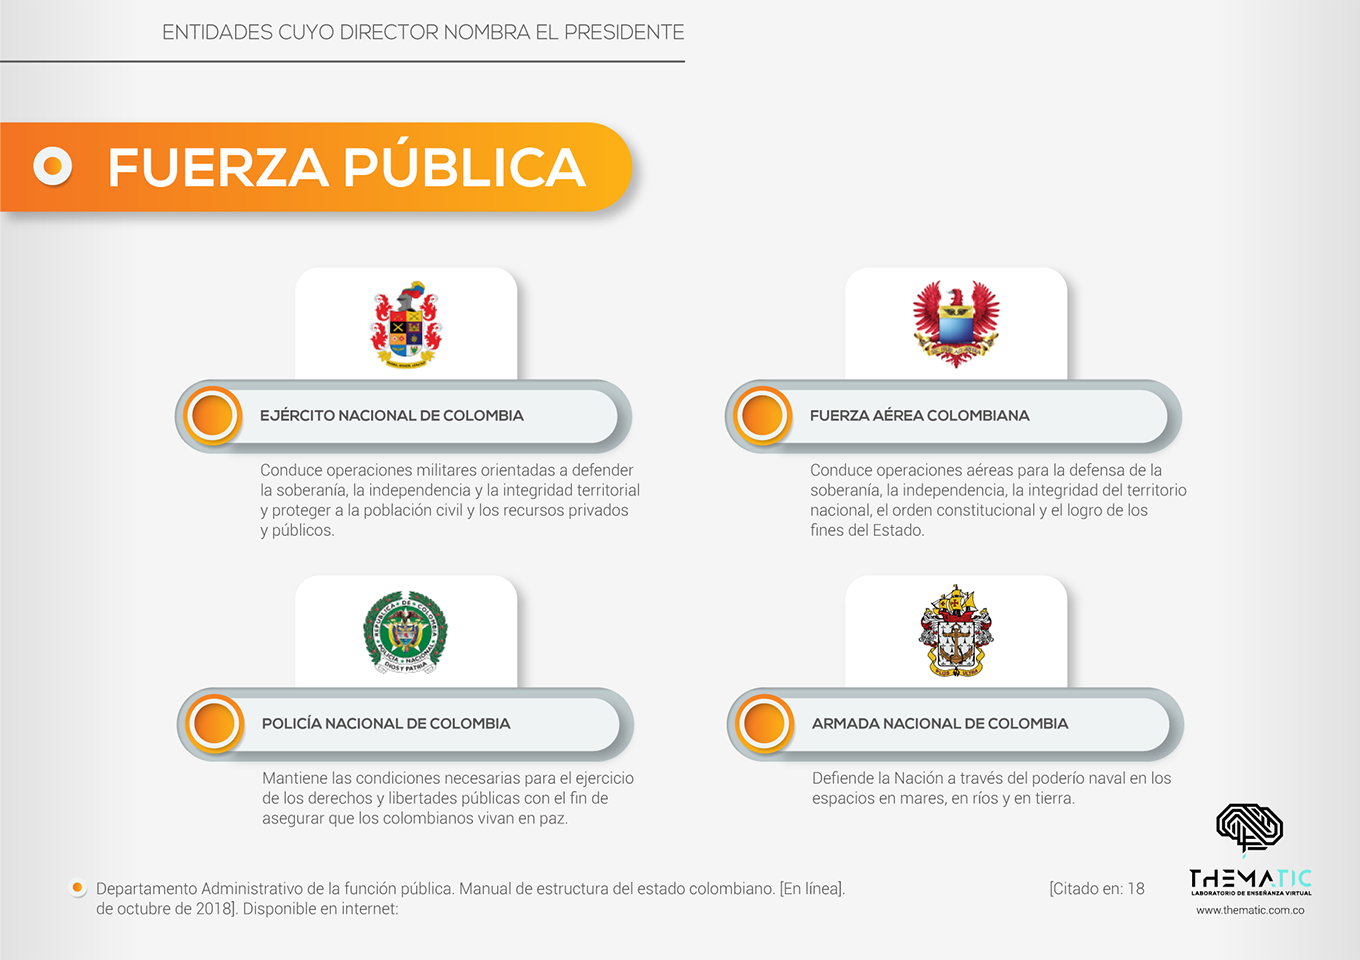 ENTIDADES CUYO DIRECTOR NOMBRA EL PRESIDENTE
FUERZA PÚBLICA
EJÉRCITO NACIONAL DE COLOMBIA
Conduce operaciones militares orientadas a defender
la soberanía, la independencia y la integridad territorial
y proteger a la población civil y los recursos privados
y públicos.
FUERZA AÉREA COLOMBIANA
Conduce operaciones aéreas para la defensa de la
soberanía, la independencia, la integridad del territorio
nacional, el orden constitucional y el logro de los
fines del Estado.
REPÚBLICA DE COLOMBIA
POLICÍA NACIONAL
DIOS Y PATRIA
POLICÍA NACIONAL DE COLOMBIA
Mantiene las condiciones necesarias para el ejercicio
de los derechos y libertades públicas con el fin de
asegurar que los colombianos vivan en paz.
PLUS ULTRA
ARMADA NACIONAL DE COLOMBIA
Defiende la Nación a través del poderío naval en los
espacios en mares, en ríos y en tierra.
Departamento Administrativo de la función pública. Manual de estructura del estado colombiano. [En línea]. [Citado en: 18
de octubre de 2018]. Disponible en internet:
THEMATIC
LABORATORIO DE ENSEÑANZA VIRTUAL
www.thematic.com.co